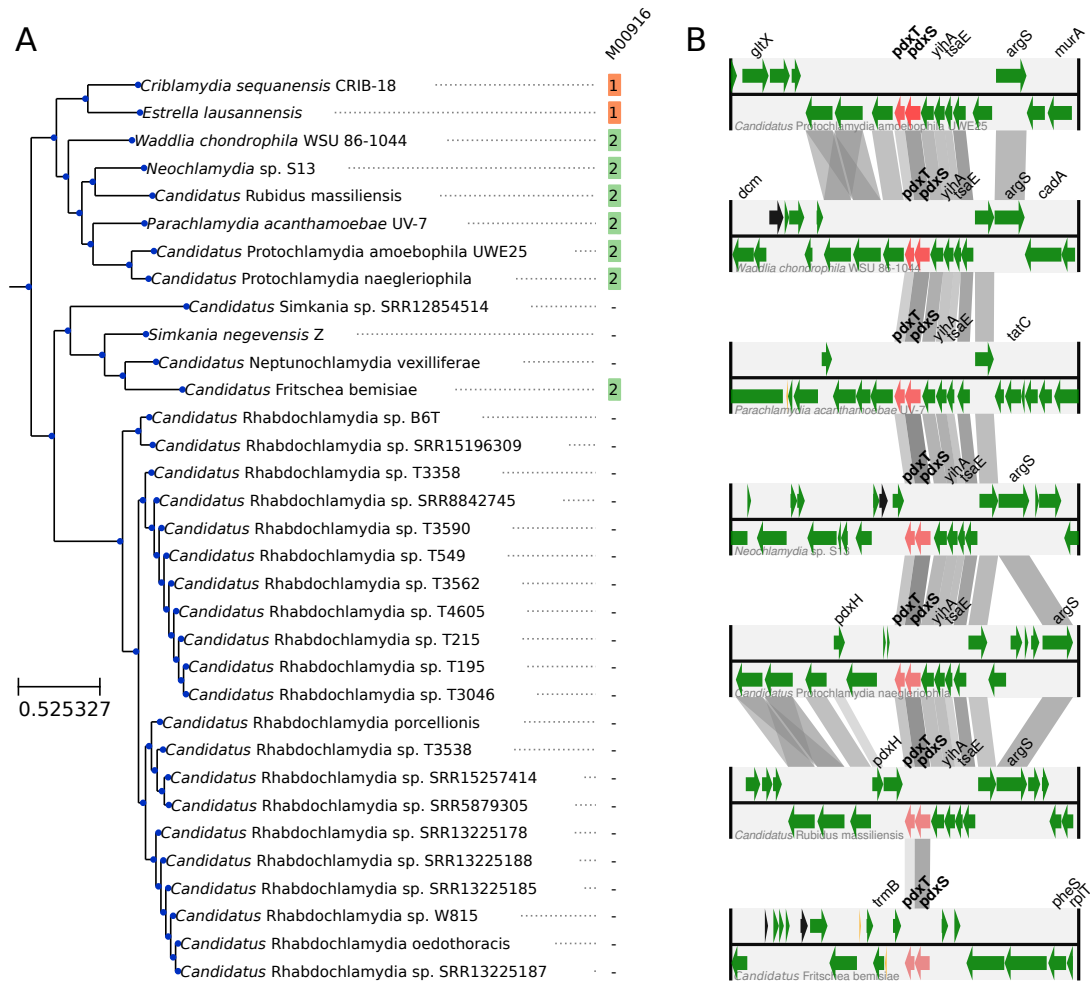 A
M00916
Criblamydia sequanensis CRIB-18 1
Estrella lausannensis 1
Waddlia chondrophila WSU 86-1044 2
Neochlamydia sp. S13 2
Candidatus Rubidus massiliensis 2
Parachlamydia acanthamoebae UV-7 2
Candidatus Protochlamydia amoebophila UWE25 2
Candidatus Protochlamydia naegleriophila 2
Candidatus Simkania sp. SRR12854514 -
Simkania negevensis Z -
Candidatus Neptunochlamydia vexilliferae -
Candidatus Fritschea bemisiae 2
Candidatus Rhabdochlamydia sp. B6T -
Candidatus Rhabdochlamydia sp. SRR15196309 -
Candidatus Rhabdochlamydia sp. T3358 -
Candidatus Rhabdochlamydia sp. SRR8842745 -
Candidatus Rhabdochlamydia sp. T3590 -
Candidatus Rhabdochlamydia sp. T549 -
Candidatus Rhabdochlamydia sp. T3562 -
Candidatus Rhabdochlamydia sp. T4605 -
Candidatus Rhabdochlamydia sp. T215 -
Candidatus Rhabdochlamydia sp. T195 -
Candidatus Rhabdochlamydia sp. T3046 -
Candidatus Rhabdochlamydia porcellionis -
Candidatus Rhabdochlamydia sp. T3538 -
Candidatus Rhabdochlamydia sp. SRR15257414 -
Candidatus Rhabdochlamydia sp. SRR5879305 -
Candidatus Rhabdochlamydia sp. SRR13225178 -
Candidatus Rhabdochlamydia sp. SRR13225188 -
Candidatus Rhabdochlamydia sp. SRR13225185 -
Candidatus Rhabdochlamydia sp. W815 -
Candidatus Rhabdochlamydia oedothoracis -
Candidatus Rhabdochlamydia sp. SRR13225187 -
0.525327
B
gltX pdxT pdxS yihA tsaE argS murA
Candidatus Protochlamydia amoebophila UWE25
dcm pdxT pdxS yihA tsaE argS cadA
Waddlia chondrophila WSU 86-1044
pdxT pdxS yihA tsaE tatC
Parachlamydia acanthamoebae UV-7
pdxT pdxS yihA tsaE argS
Neochlamydia sp. S13
pdxH pdxT pdxS yihA tsaE argS
Candidatus Protochlamydia naegleriophila
pdxH pdxT pdxS yihA tsaE argS
Candidatus Rubidus massiliensis
trmB pdxT pdxS pheS rplT
Candidatus Fritschea bemisiae